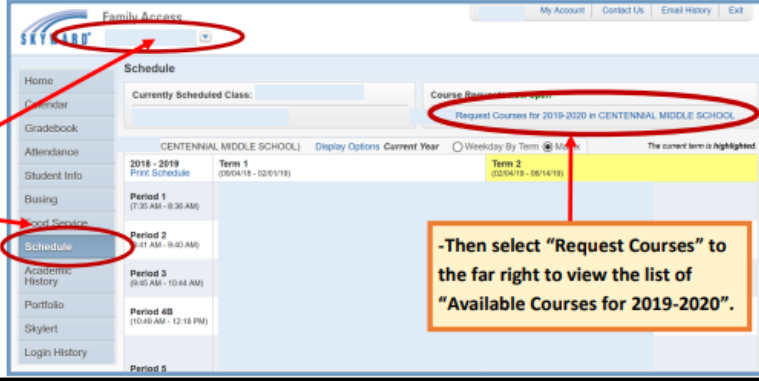 Family Access
My Account Contact Us Email History Exit
SKYWARD
Schedule
Home
Currently Scheduled Class:
Course Requests now open
Calendar
Request Courses for 2019-2020 in CENTENNIAL MIDDLE SCHOOL
Gradebook
Attendance
CENTENNIAL MIDDLE SCHOOL) Display Options Current Year Weekday By Term Matrix The current term is highlighted.
2018 - 2019 Term 1 Term 2
Print Schedule (09/04/18 - 02/01/19) (02/04/19 - 06/14/19)
Student Info
Busing
Period 1
(7:35 AM - 8:36 AM)
Food Service
Period 2
(8:41 AM - 9:40 AM)
Schedule
Academic
History
Period 3
(9:45 AM - 10:44 AM)
Portfolio
Period 4B
(10:49 AM - 12:18 PM)
Skylert
Login History
Period 5
-Then select “Request Courses” to
the far right to view the list of
“Available Courses for 2019-2020”.